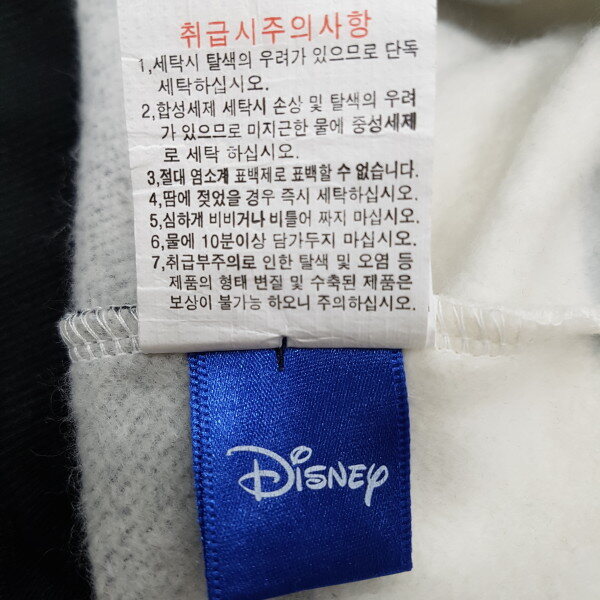 취급시주의사항
1,세탁시 탈색의 우려가 있으므로 단독
세탁하십시오.
2,합성세제 세탁시 손상 및 탈색의 우려
가 있으므로 미지근한 물에 중성세제
로 세탁 하십시오.
3,절대 염소계 표백제로 표백할 수 없습니다.
4,땀에 젖었을 경우 즉시 세탁하십시오.
5,심하게 비비거나 비틀어 짜지 마십시오.
6,물에 10분이상 담가두지 마십시오.
7,취급부주의로 인한 탈색 및 오염 등
제품의 형태 변질 및 수축된 제품은
보상이 불가능 하오니 주의하십시오.
DISNEY